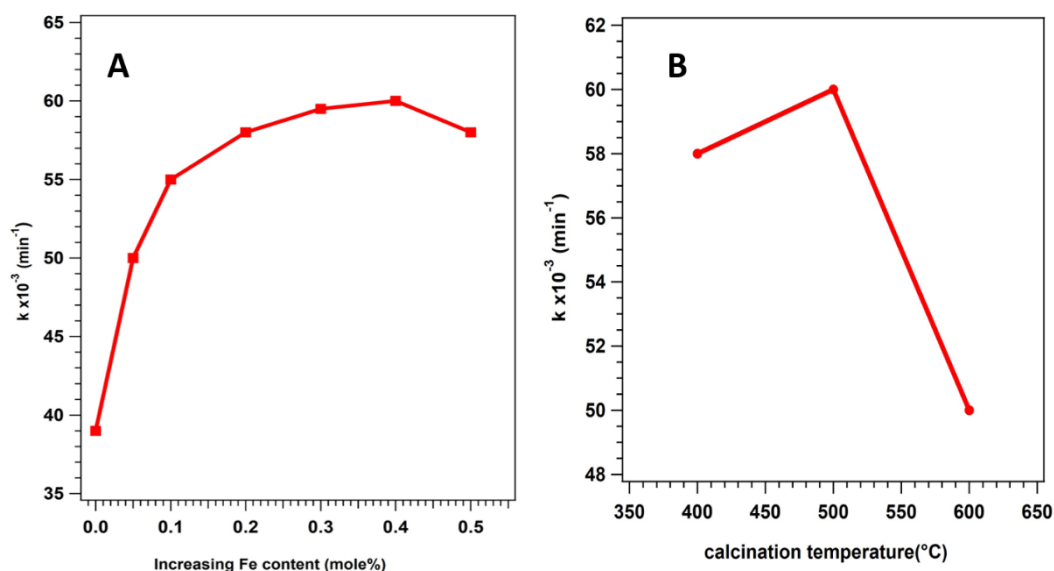 A
k x10⁻³ (min⁻¹)
65
60
55
50
45
40
35
0.0 0.1 0.2 0.3 0.4 0.5
Increasing Fe content (mole%)
B
k x10⁻³ (min⁻¹)
62
60
58
56
54
52
50
48
350 400 450 500 550 600 650
calcination temperature(°C)